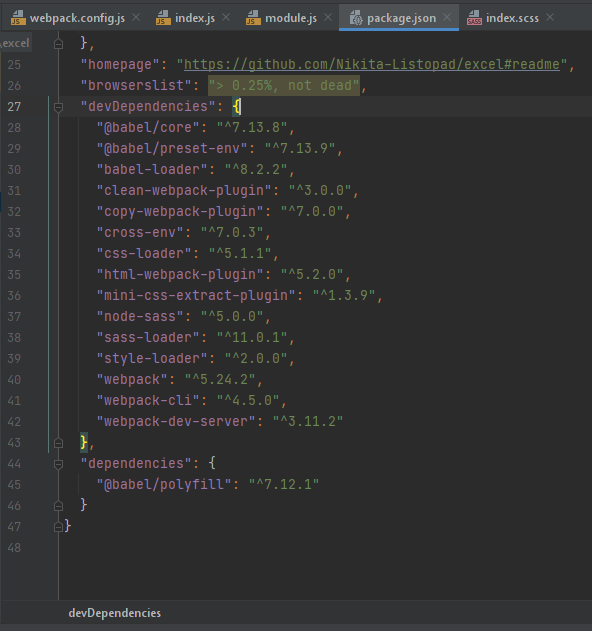 webpack.config.js index.js module.js package.json index.scss
excel
},
25 "homepage": "https://github.com/Nikita-Listopad/excel#readme",
26 "browserslist": "> 0.25%, not dead",
27 "devDependencies": {
28 "@babel/core": "^7.13.8",
29 "@babel/preset-env": "^7.13.9",
30 "babel-loader": "^8.2.2",
31 "clean-webpack-plugin": "^3.0.0",
32 "copy-webpack-plugin": "^7.0.0",
33 "cross-env": "^7.0.3",
34 "css-loader": "^5.1.1",
35 "html-webpack-plugin": "^5.2.0",
36 "mini-css-extract-plugin": "^1.3.9",
37 "node-sass": "^5.0.0",
38 "sass-loader": "^11.0.1",
39 "style-loader": "^2.0.0",
40 "webpack": "^5.24.2",
41 "webpack-cli": "^4.5.0",
42 "webpack-dev-server": "^3.11.2"
43 },
44 "dependencies": {
45 "@babel/polyfill": "^7.12.1"
46 }
47 }
48
devDependencies